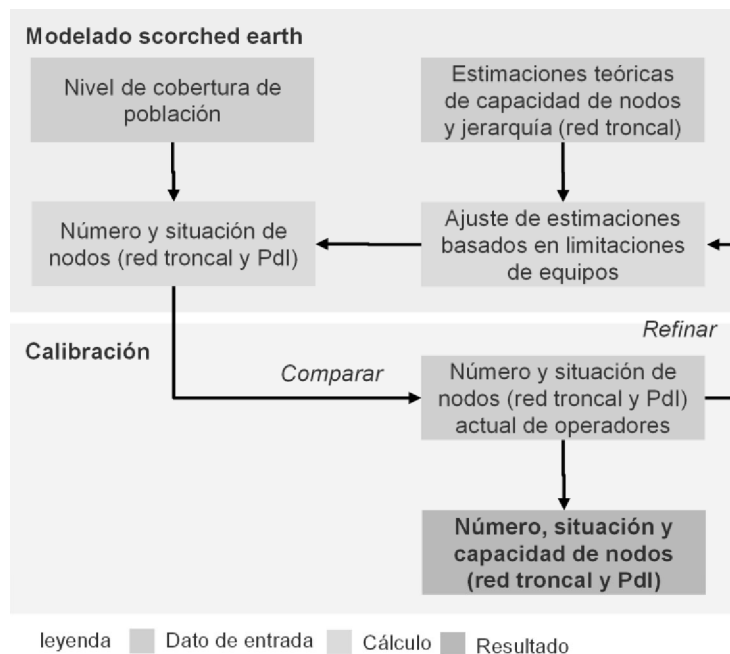 Modelado scorched earth
Nivel de cobertura de
población
Estimaciones teóricas
de capacidad de nodos
y jerarquía (red troncal)
Número y situación de
nodos (red troncal y PdI)
Ajuste de estimaciones
basados en limitaciones
de equipos
Refinar
Calibración
Comparar
Número y situación de
nodos (red troncal y PdI)
actual de operadores
Número, situación y
capacidad de nodos
(red troncal y PdI)
leyenda Dato de entrada Cálculo Resultado